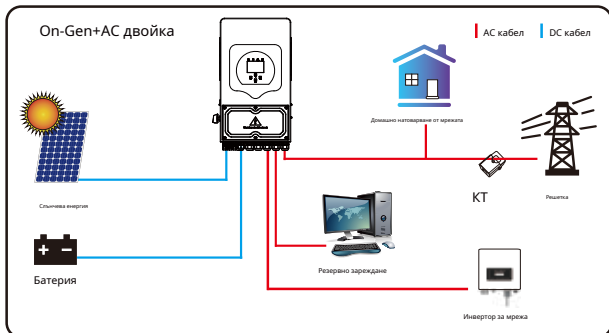 On-Gen+AC двойка
AC кабел
DC кабел
Домашно натоварване от мрежата
Слънчева енергия
КТ
Решетка
Батерия
Резервно зареждане
Инвертор за мрежа